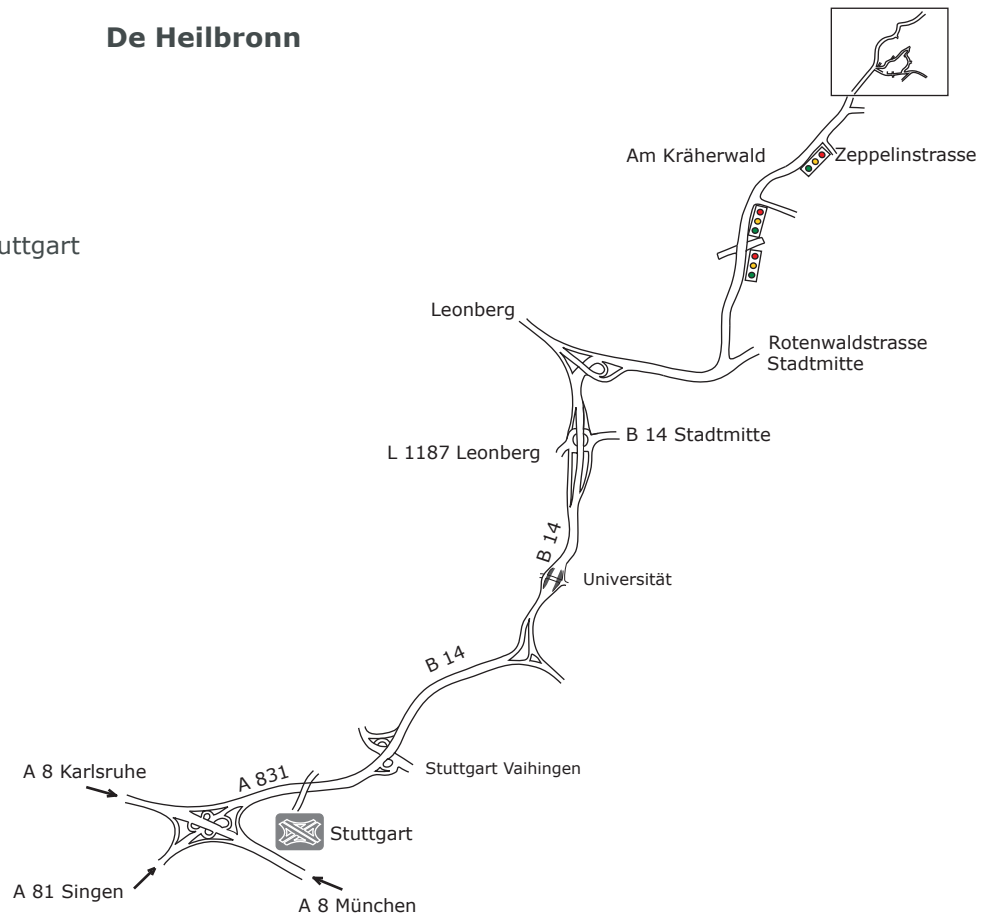 De Heilbronn
Am Kräherwald
Zeppelinstrasse
uttgart
Leonberg
Rotenwaldstrasse
Stadtmitte
B 14 Stadtmitte
L 1187 Leonberg
B 14
Universität
B 14
Stuttgart Vaihingen
A 8 Karlsruhe
A 831
Stuttgart
A 81 Singen
A 8 München